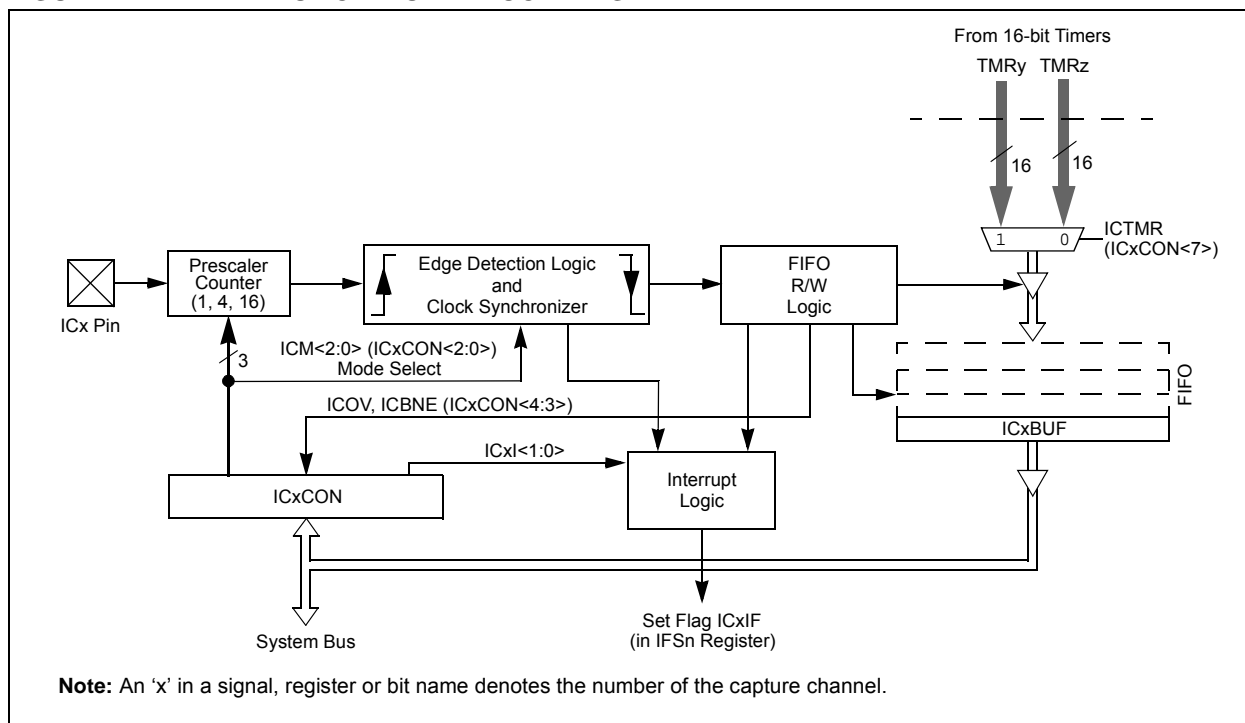 From 16-bit Timers
TMRy TMRz
16 16
1 0
ICTMR
(ICxCON<7>)
ICx Pin
Prescaler
Counter
(1, 4, 16)
Edge Detection Logic
and
Clock Synchronizer
FIFO
R/W
Logic
3
ICM<2:0> (ICxCON<2:0>)
Mode Select
FIFO
ICOV, ICBNE (ICxCON<4:3>)
ICxBUF
ICxI<1:0>
Interrupt
Logic
ICxCON
System Bus
Set Flag ICxIF
(in IFSn Register)
Note: An ‘x’ in a signal, register or bit name denotes the number of the capture channel.